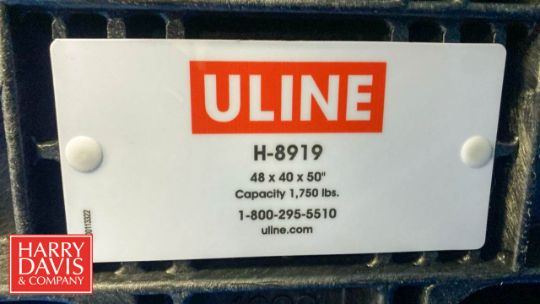 ULINE
H-8919
48 x 40 x 50"
Capacity 1,750 lbs.
1-800-295-5510
uline.com
HARRY
DAVIS
& COMPANY